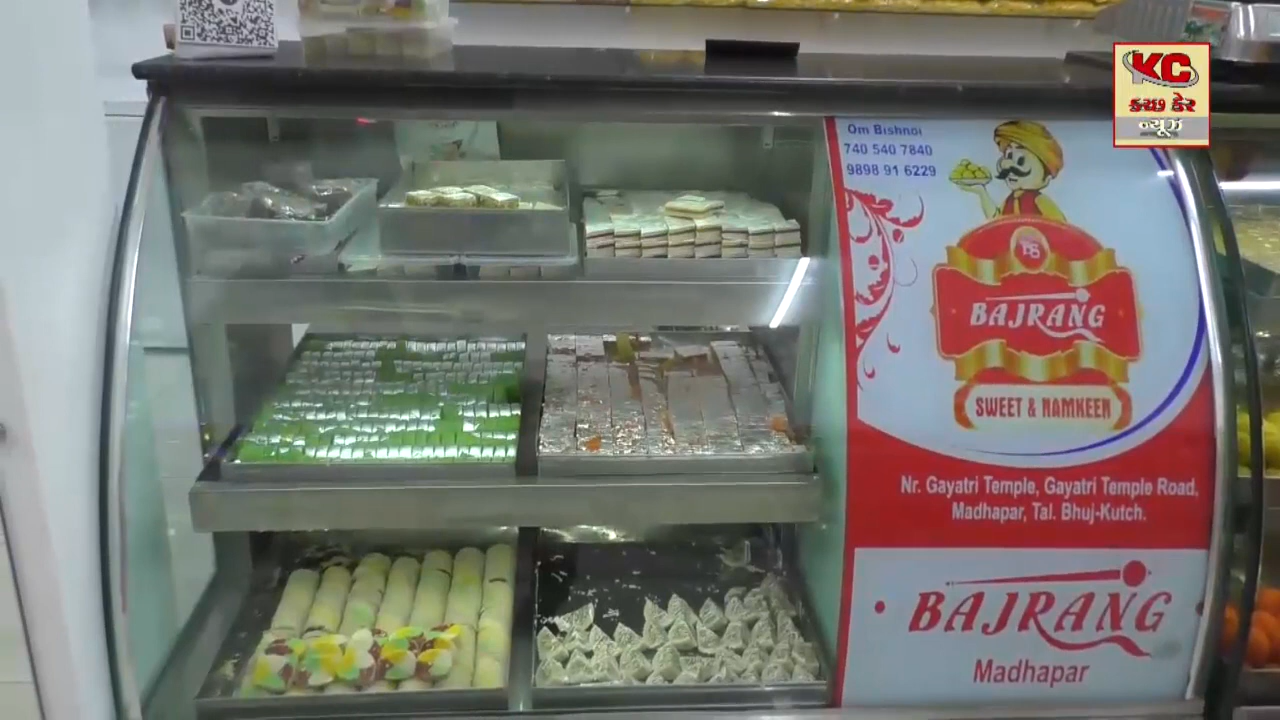 KC
કચ્છ કેર
ન્યૂઝ
Om Bishnoi
740 540 7840
9898 91 6229
BAJRANG
SWEET & NAMKEEN
Nr. Gayatri Temple, Gayatri Temple Road,
Madhapar, Tal. Bhuj-Kutch.
BAJRANG
Madhapar